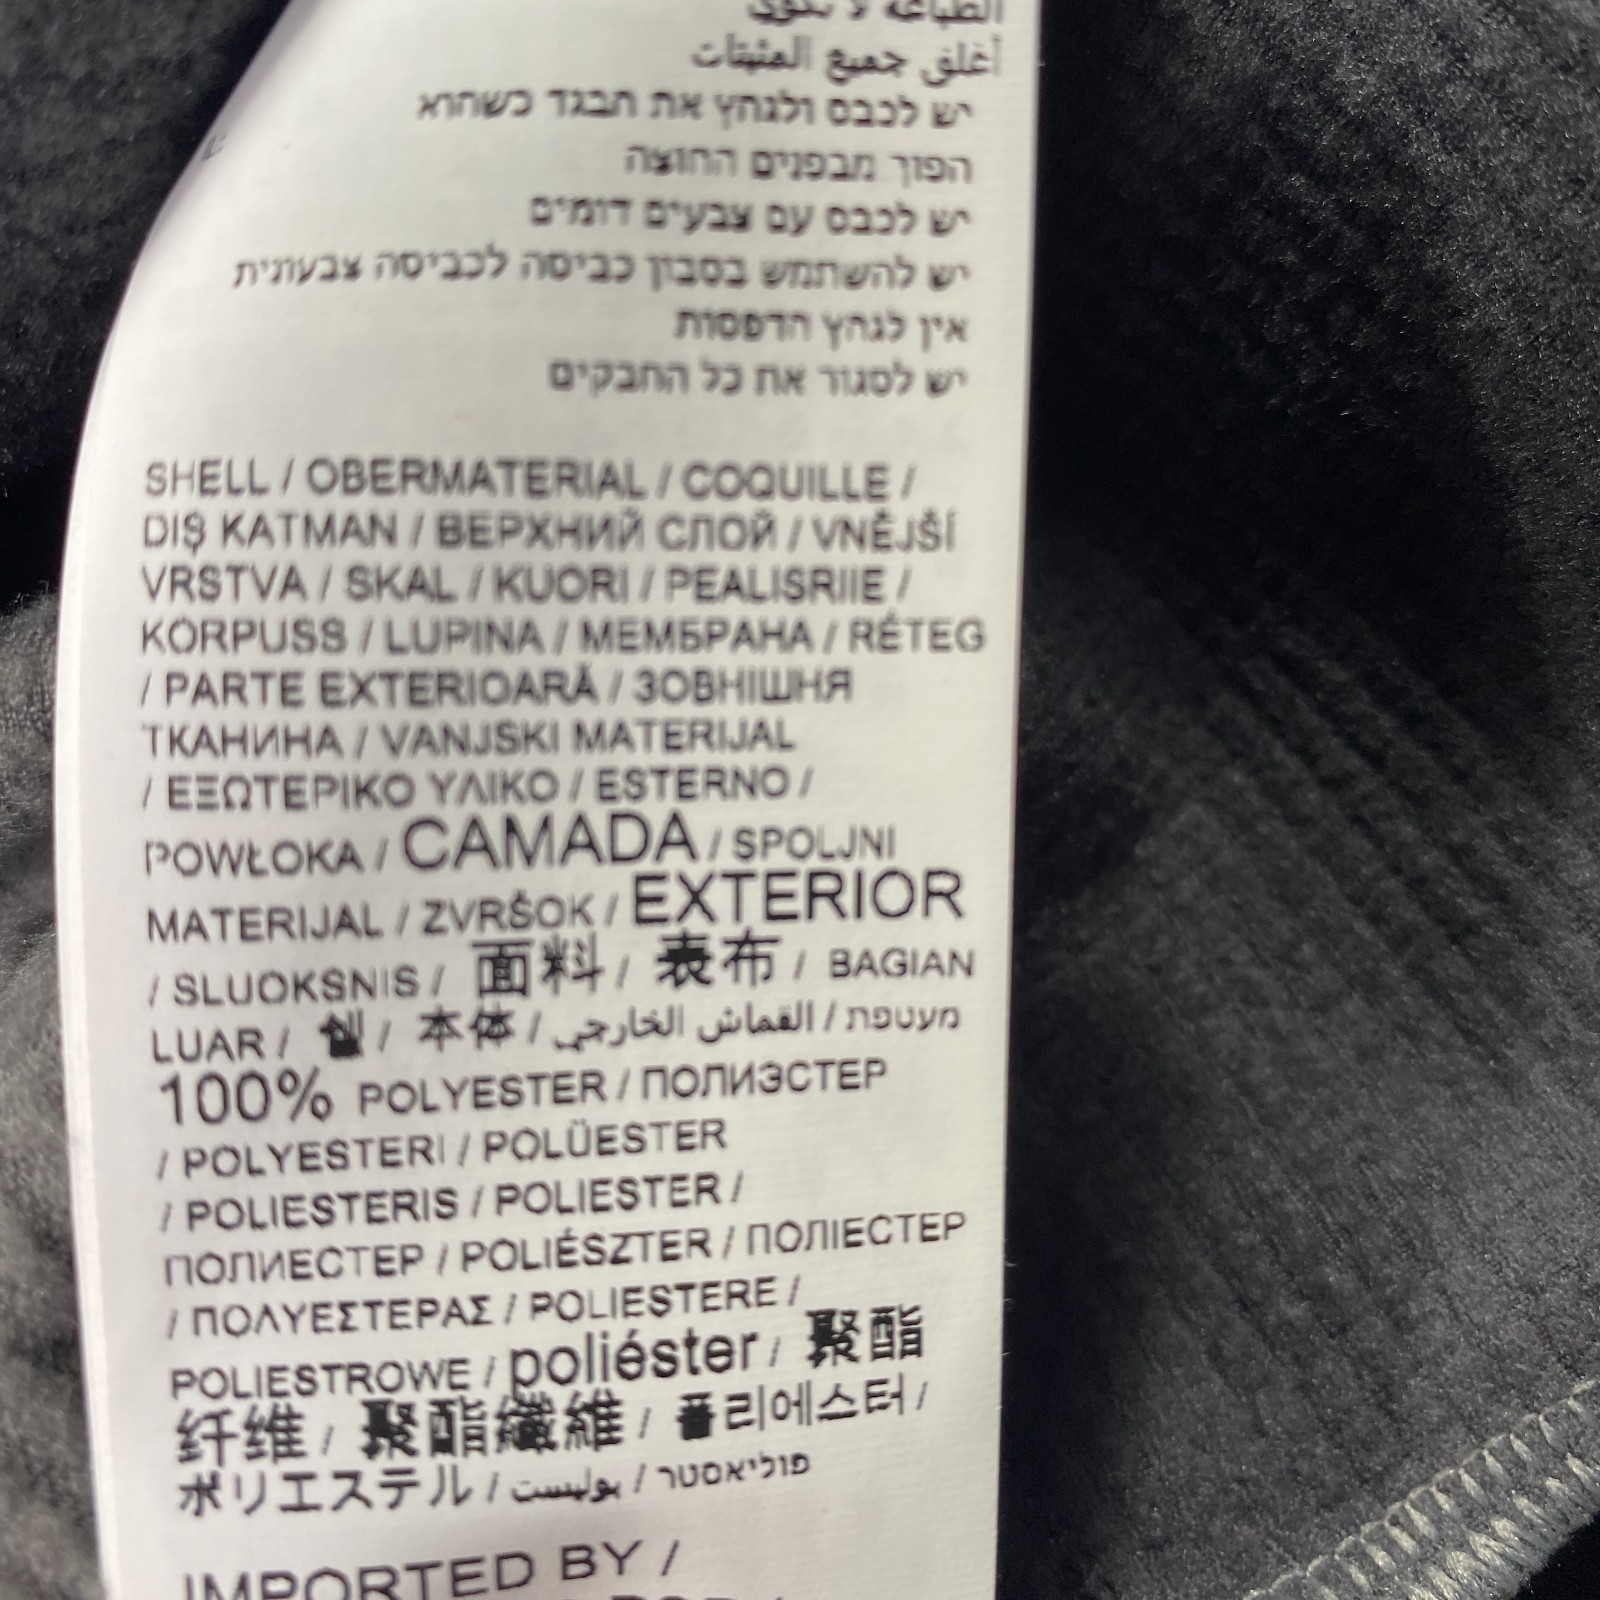 الطباعة لا تكوى
أغلق جميع المثبتات
יש לכבס ולגהץ את הבגד כשהוא
הפוך מבפנים החוצה
יש לכבס עם צבעים דומים
יש להשתמש בסבון כביסה לכביסה צבעונית
אין לגהץ הדפסות
יש לסגור את כל החבקים
SHELL / OBERMATERIAL / COQUILLE /
DIŞ KATMAN / ВЕРХНИЙ СЛОЙ / VNĚJŠÍ
VRSTVA / SKAL / KUORI / PEALISRIIE /
KORPUSS / LUPINA / МЕМБРАНА / RÉTEG
/ PARTE EXTERIOARĂ / ЗОВНІШНЯ
ТКАНИНА / VANJSKI MATERIJAL
/ ΕΞΩΤΕΡΙΚΟ ΥΛΙΚΟ / ESTERNO /
POWŁOKA / CAMADA / SPOLJNI
MATERIJAL / ZVRŠOK / EXTERIOR
/ SLUOKSNIS / 面料 / 表布 / BAGIAN
LUAR / 쉘 / 本体 / القماش الخارجي / מעטפת
100% POLYESTER / ПОЛИЭСТЕР
/ POLYESTERI / POLÜESTER
/ POLIESTERIS / POLIESTER /
ПОЛИЕСТЕР / POLIÉSZTER / ПОЛІЕСТЕР
/ ΠΟΛΥΕΣΤΕΡΑΣ / POLIESTERE /
POLIESTROWE / poliéster / 聚酯
纤维 / 聚酯纖維 / 폴리에스터 /
ポリエステル / بوليست / פוליאסטר
IMPORTED BY /